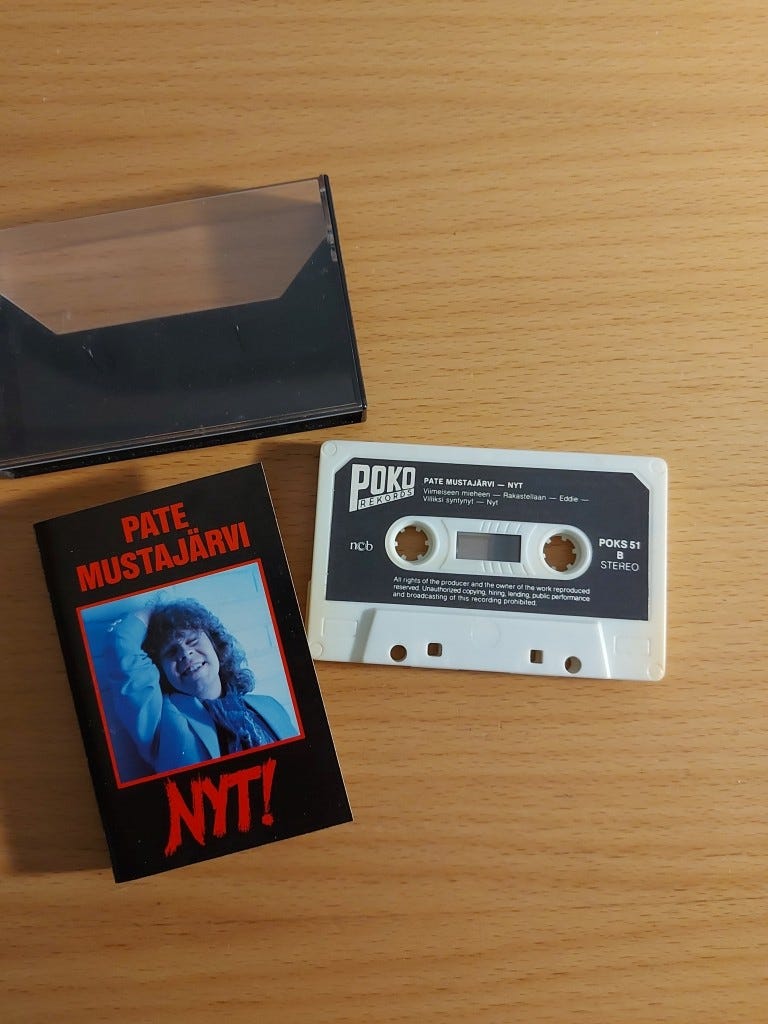 PATE
MUSTAJÄRVI
NYT!
POKO
REKORDS
PATE MUSTAJÄRVI — NYT
Viimeiseen mieheen — Rakastellaan — Eddie —
Villiksi syntynyt — Nyt
ncb
POKS 51
B
STEREO
All rights of the producer and the owner of the work reproduced
reserved. Unauthorized copying, hiring, lending, public performance
and broadcasting of this recording prohibited.